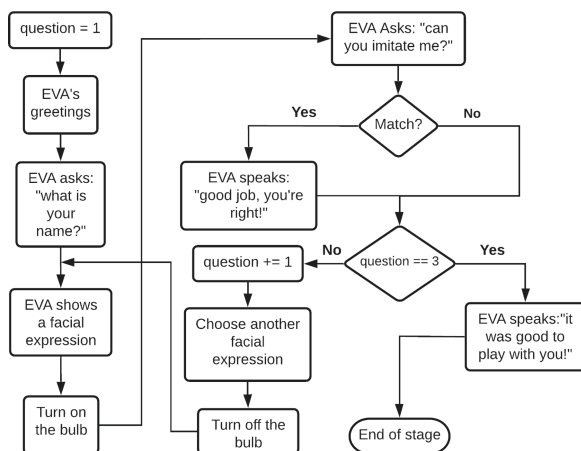 question = 1
EVA's
greetings
EVA asks:
"what is
your
name?"
EVA shows
a facial
expression
Turn on
the bulb
EVA Asks: "can
you imitate me?"
Match?
Yes
No
EVA speaks:
"good job, you're
right!"
question == 3
No
Yes
question += 1
Choose another
facial
expression
Turn off the
bulb
EVA speaks:"it
was good to
play with you!"
End of stage